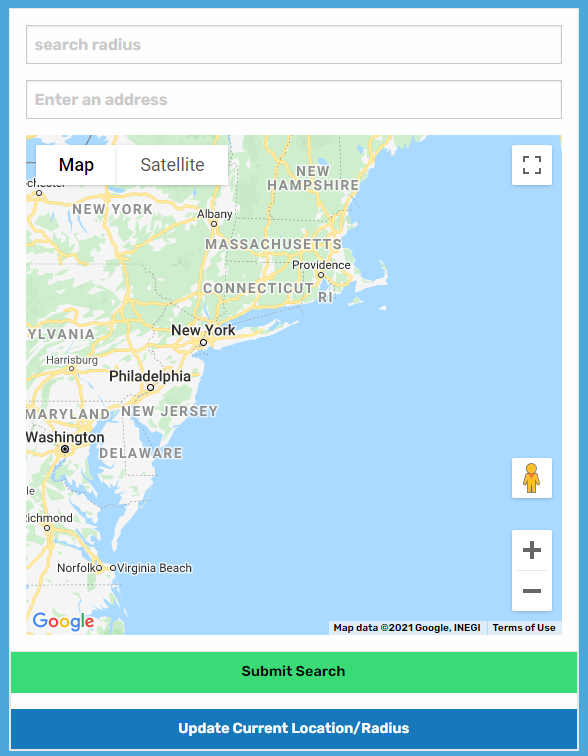 search radius
Enter an address
Map
Satellite
chester
NEW
HAMPSHIRE
NEW YORK
Albany
MASSACHUSETTS
Providence
CONNECTICUT
RI
New York
YLVANIA
Harrisburg
Philadelphia
MARYLAND
NEW JERSEY
Washington
DELAWARE
le
ichmond
Norfolk
Virginia Beach
Google
Map data ©2021 Google, INEGI
Terms of Use
Submit Search
Update Current Location/Radius